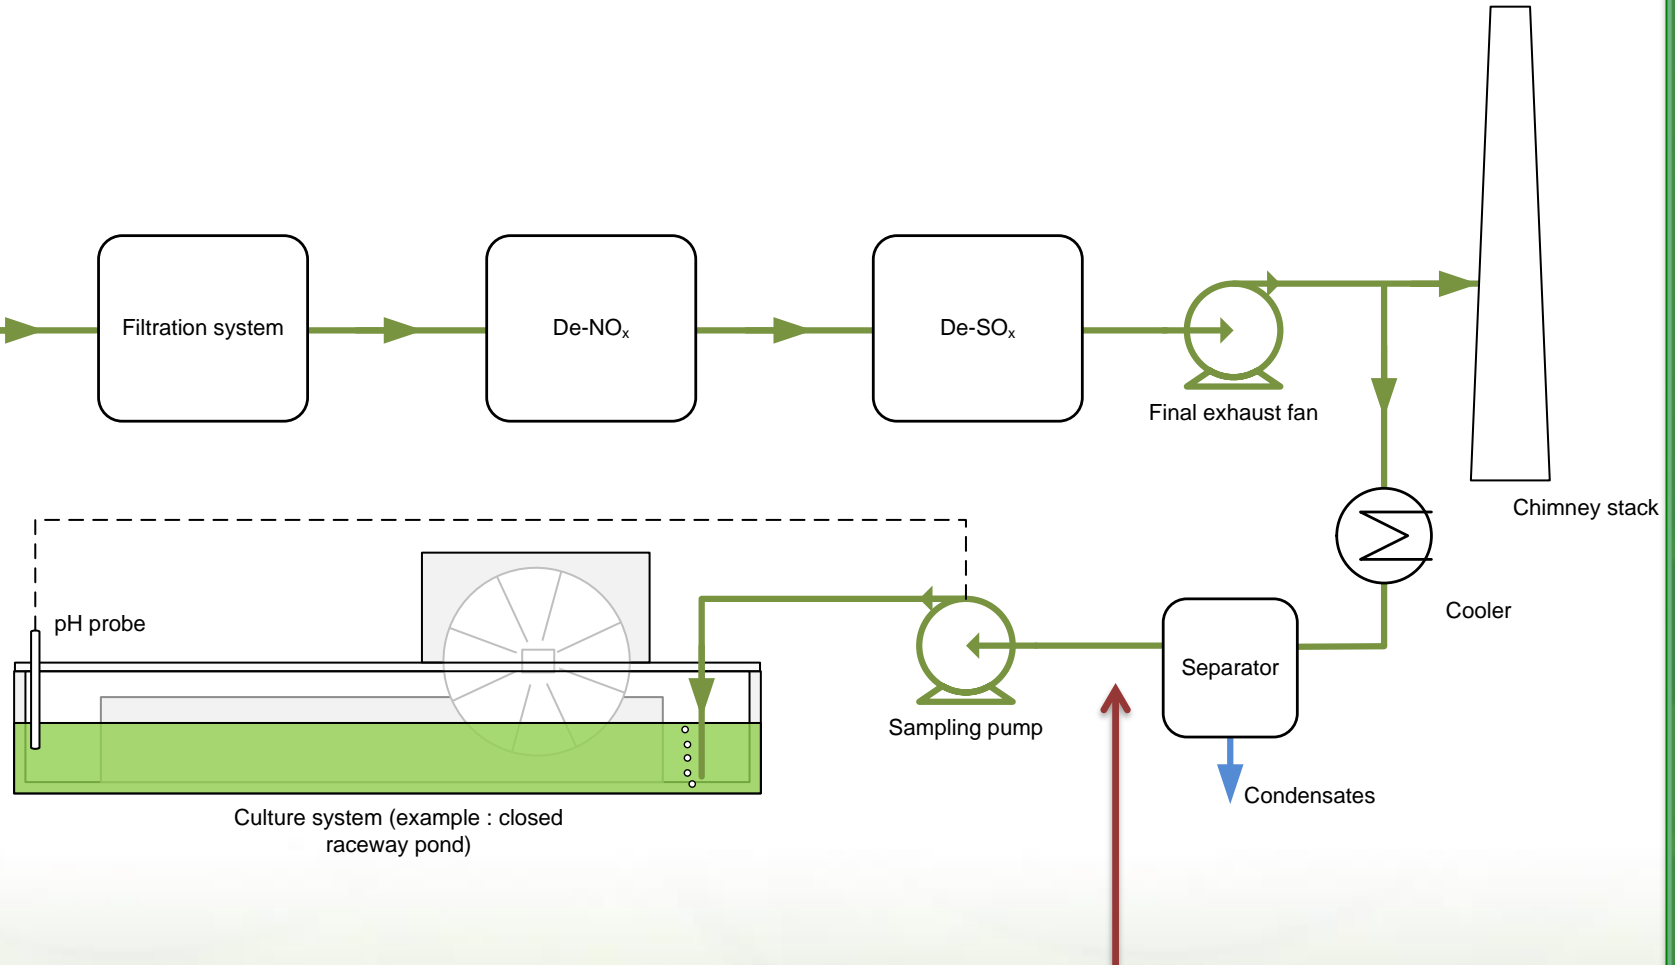 Filtration system
De-NOₓ
De-SOₓ
Final exhaust fan
Chimney stack
Cooler
pH probe
Separator
Sampling pump
Condensates
Culture system (example : closed
raceway pond)